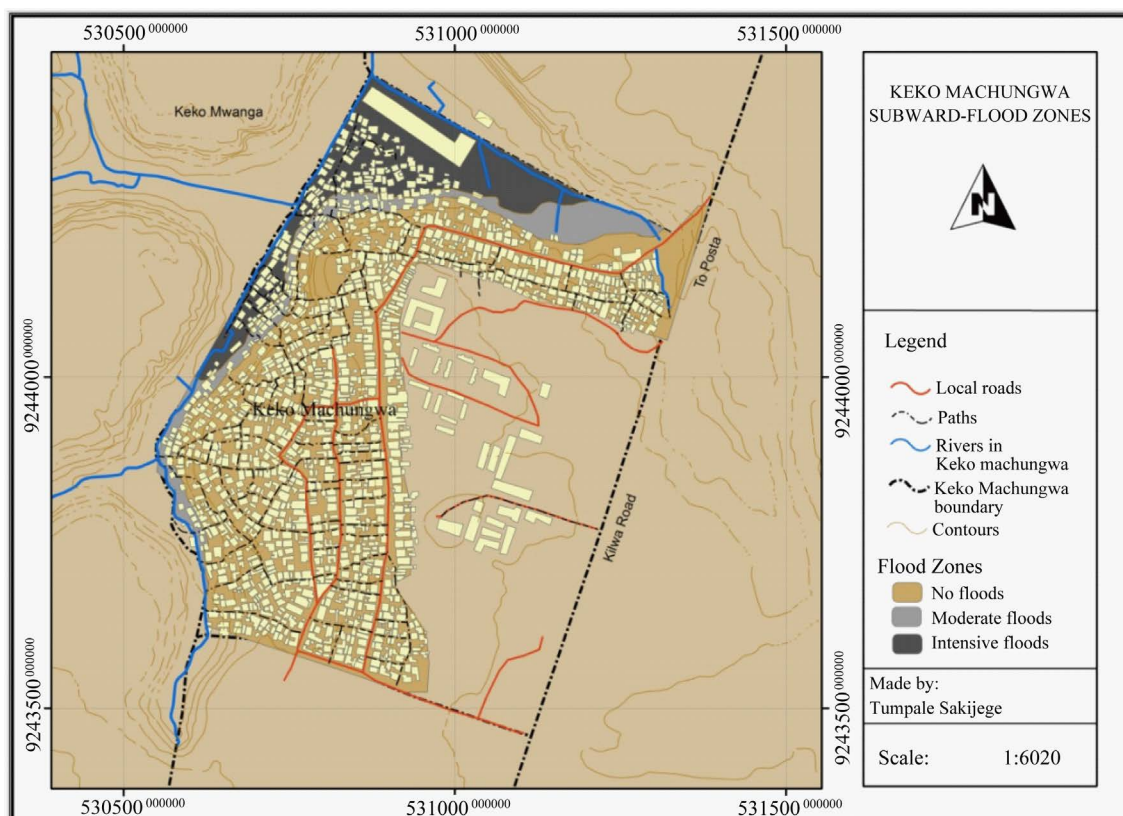 530500 000000
531000 000000
531500 000000
KEKO MACHUNGWA
SUBWARD-FLOOD ZONES
N
Keko Mwanga
To Posta
9244000 000000
9244000 000000
Keko Machungwa
Kilwa Road
9243500 000000
9243500 000000
Legend
Local roads
Paths
Rivers in
Keko machungwa
Keko Machungwa
boundary
Contours
Flood Zones
No floods
Moderate floods
Intensive floods
Made by:
Tumpale Sakijege
Scale: 1:6020
530500 000000
531000 000000
531500 000000